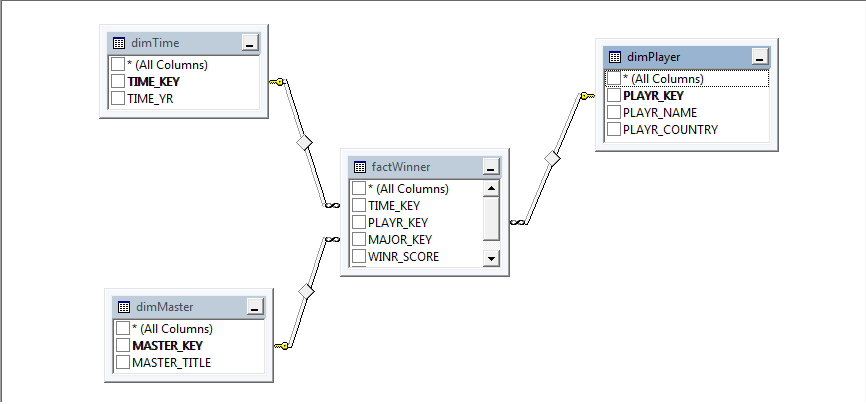 dimTime
* (All Columns)
TIME_KEY
TIME_YR
dimPlayer
* (All Columns)
PLAYR_KEY
PLAYR_NAME
PLAYR_COUNTRY
factWinner
* (All Columns)
TIME_KEY
PLAYR_KEY
MAJOR_KEY
WINR_SCORE
dimMaster
* (All Columns)
MASTER_KEY
MASTER_TITLE